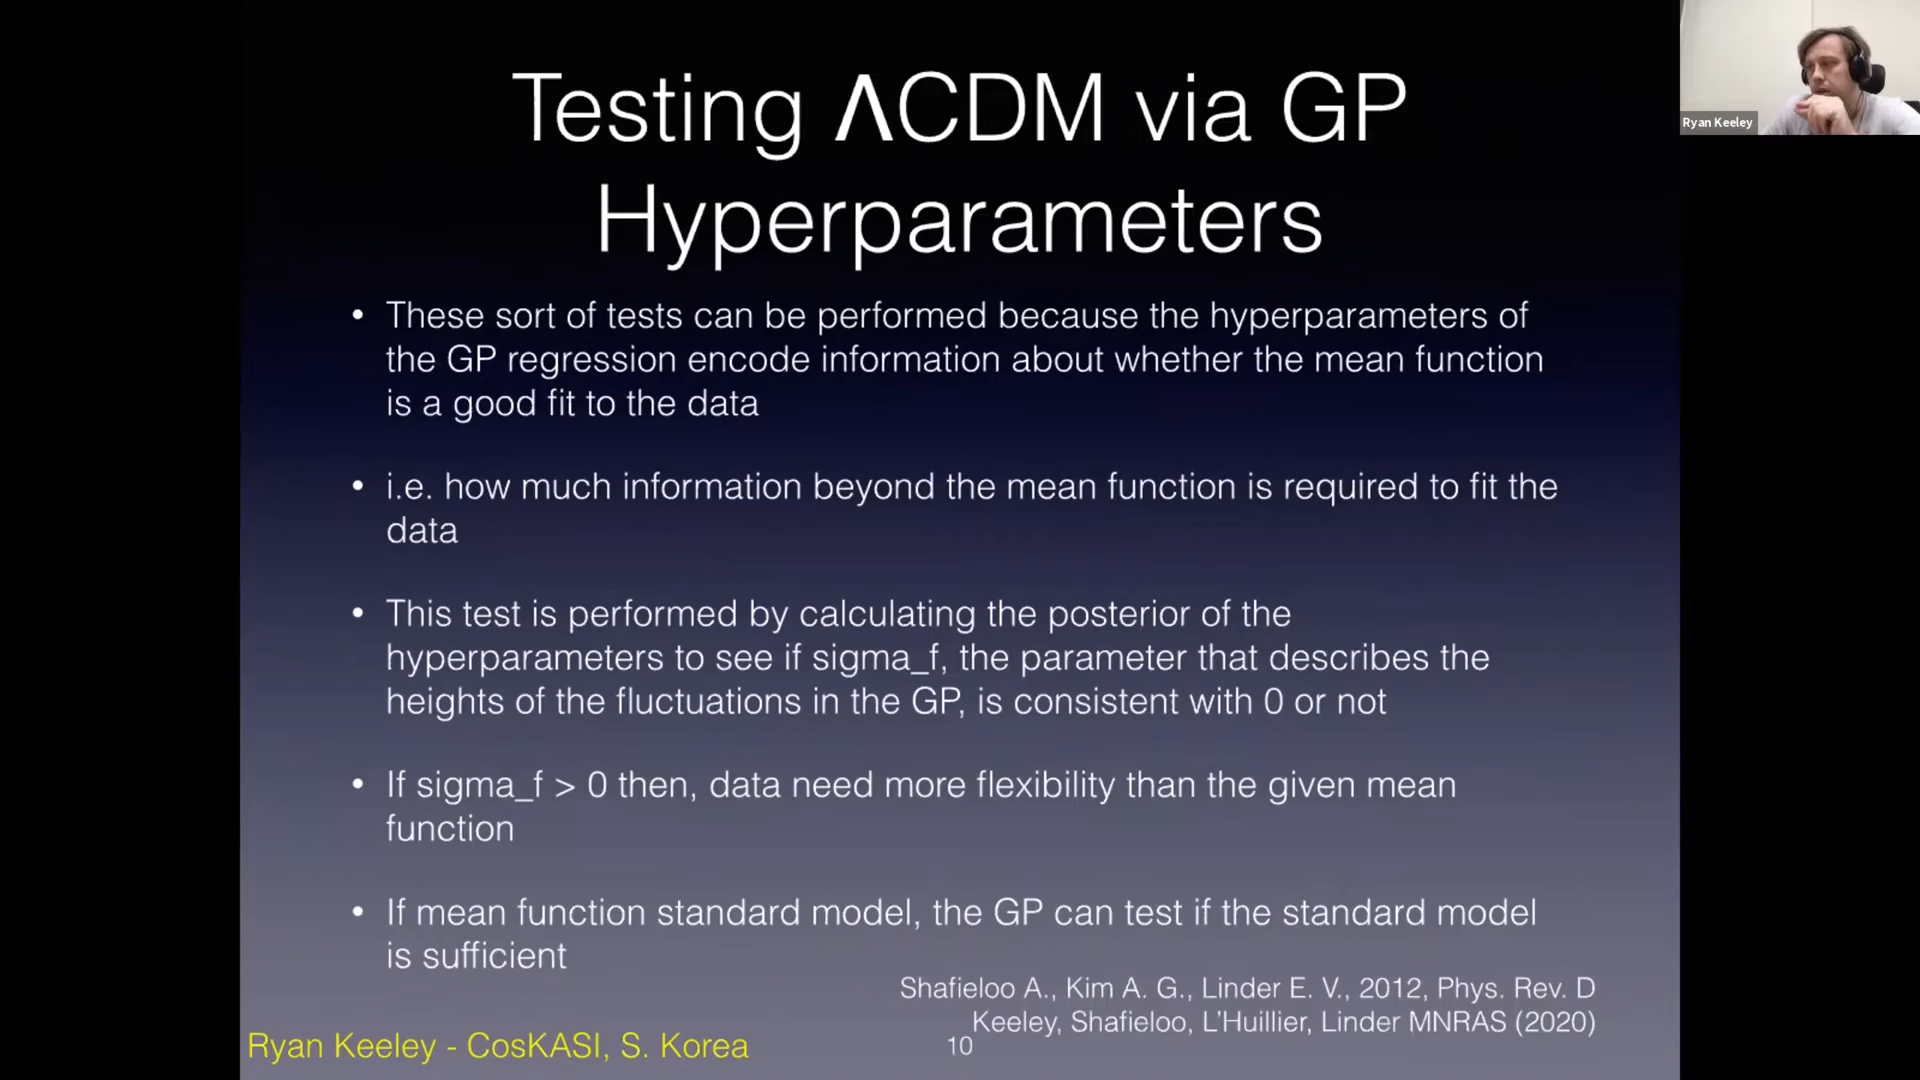 Testing ΛCDM via GP
Hyperparameters
• These sort of tests can be performed because the hyperparameters of
the GP regression encode information about whether the mean function
is a good fit to the data
• i.e. how much information beyond the mean function is required to fit the
data
• This test is performed by calculating the posterior of the
hyperparameters to see if sigma_f, the parameter that describes the
heights of the fluctuations in the GP, is consistent with 0 or not
• If sigma_f > 0 then, data need more flexibility than the given mean
function
• If mean function standard model, the GP can test if the standard model
is sufficient
Shafieloo A., Kim A. G., Linder E. V., 2012, Phys. Rev. D
Keeley, Shafieloo, L'Huillier, Linder MNRAS (2020)
Ryan Keeley - CosKASI, S. Korea
10
Ryan Keeley